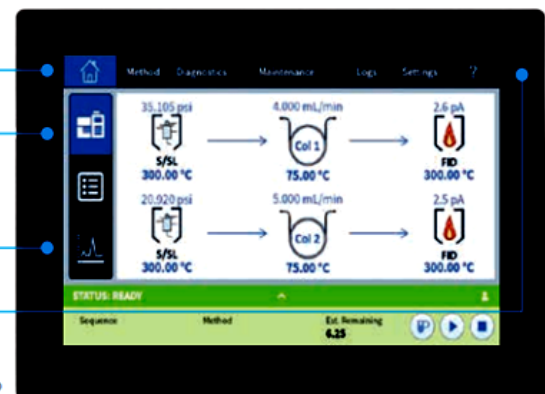 Method Diagnostics Maintenance Logs Settings ?
35.105 psi 4.000 mL/min 2.6 pA
Col 1
S/SL FID
300.00 °C 75.00 °C 300.00 °C
20.920 psi 5.000 mL/min 2.5 pA
Col 2
S/SL FID
300.00 °C 75.00 °C 300.00 °C
STATUS: READY
Sequence Method Est. Remaining
6.25